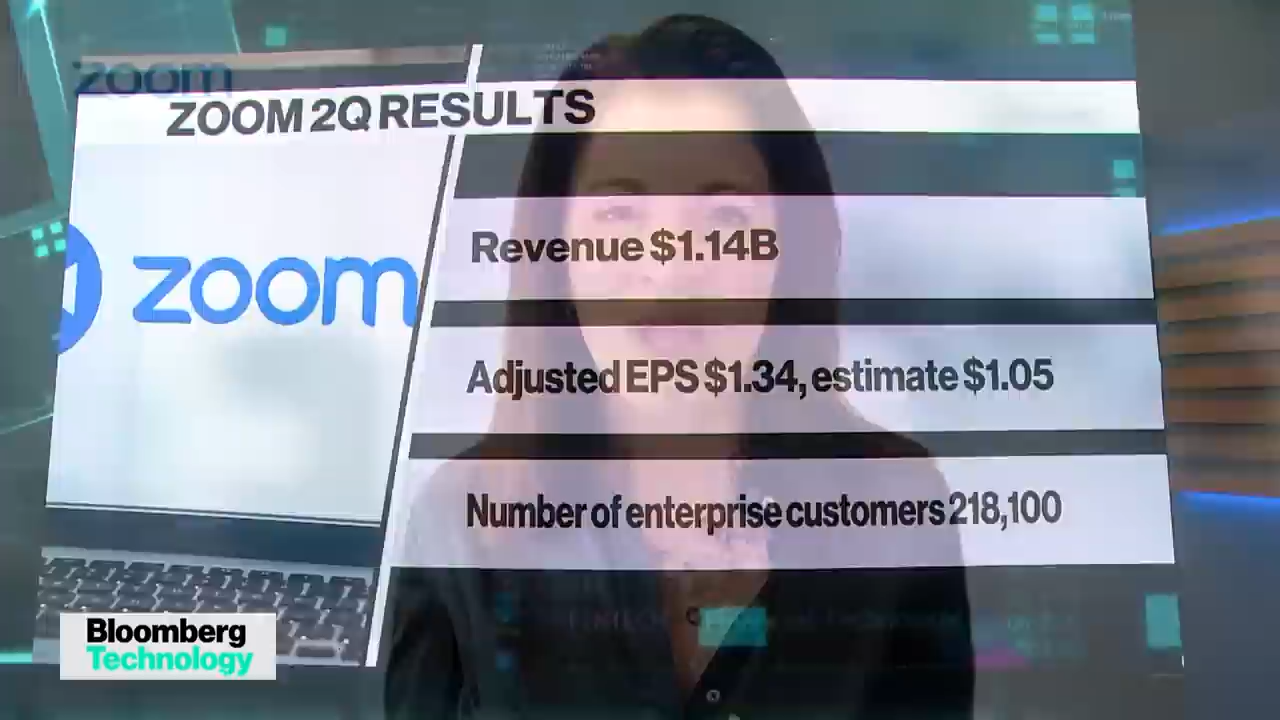 zoom
ZOOM 2Q RESULTS
zoom
Revenue $1.14B
Adjusted EPS $1.34, estimate $1.05
Number of enterprise customers 218,100
Bloomberg
Technology